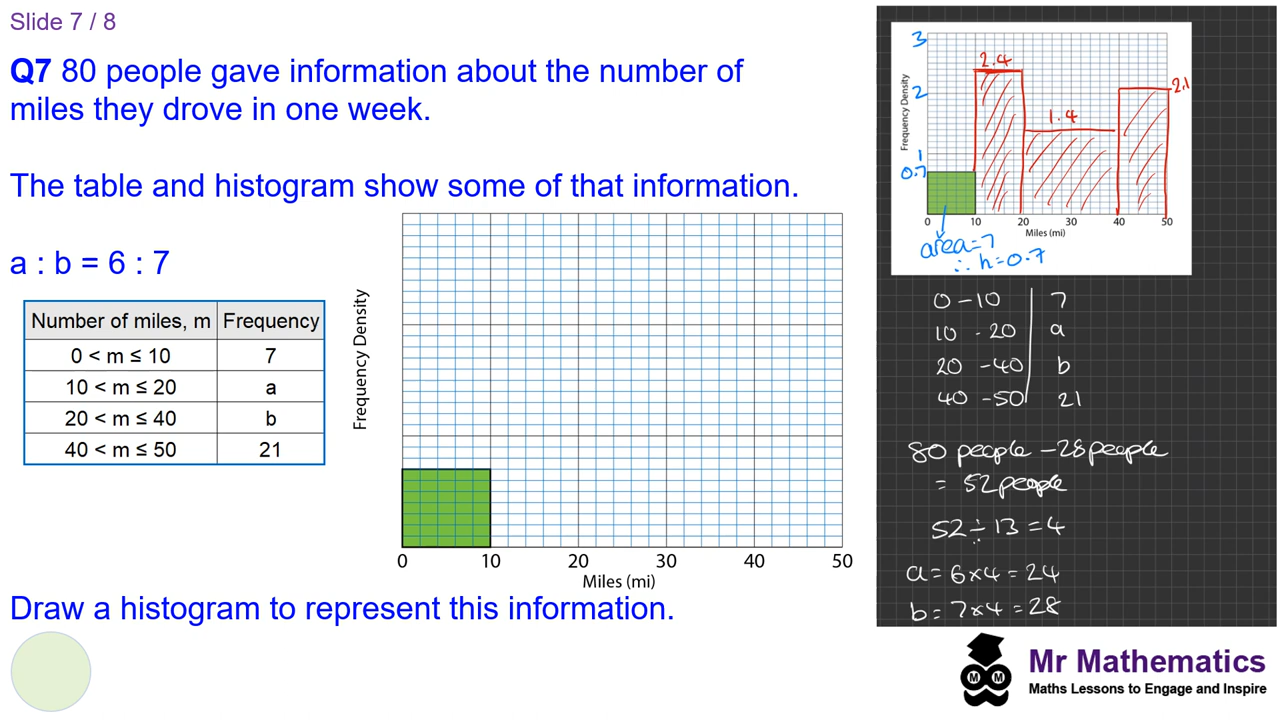 Slide 7 / 8
Q7 80 people gave information about the number of
miles they drove in one week.
The table and histogram show some of that information.
a : b = 6 : 7
Number of miles, m Frequency
0 < m ≤ 10 7
10 < m ≤ 20 a
20 < m ≤ 40 b
40 < m ≤ 50 21
Frequency Density
0 10 20 30 40 50
Miles (mi)
Draw a histogram to represent this information.
3
2
1
0.7
Frequency Density
2.4
1.4
2.1
0 10 20 30 40 50
Miles (mi)
area = 7
∴ h = 0.7
0 - 10 7
10 - 20 a
20 - 40 b
40 - 50 21
80 people - 28 people
= 52 people
52 ÷ 13 = 4
a = 6 × 4 = 24
b = 7 × 4 = 28
M M
Mr Mathematics
Maths Lessons to Engage and Inspire